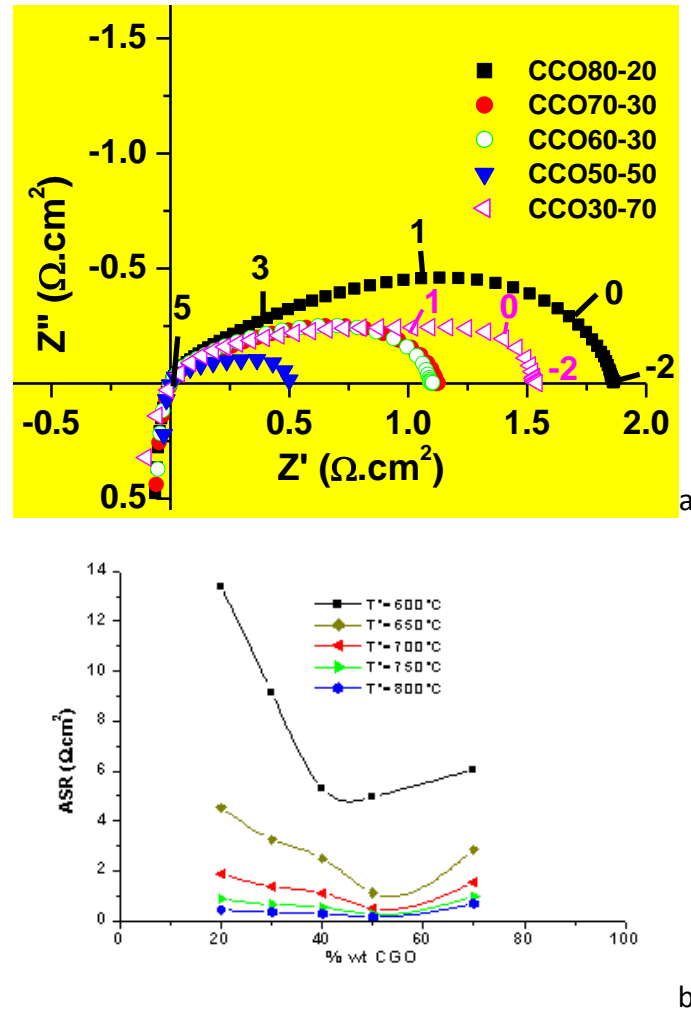 -1.5
CCO80-20
CCO70-30
CCO60-30
CCO50-50
CCO30-70
-1.0
Z'' (Ω.cm²)
-0.5
5
3
1
0
1
0
-2
-2
-0.5
0.5
1.0
1.5
2.0
Z' (Ω.cm²)
0.5
a
14
12
10
8
6
4
2
0
ASR (Ωcm²)
T°=600°C
T°=650°C
T°=700°C
T°=750°C
T°=800°C
0
20
40
60
80
100
% wt CGO
b